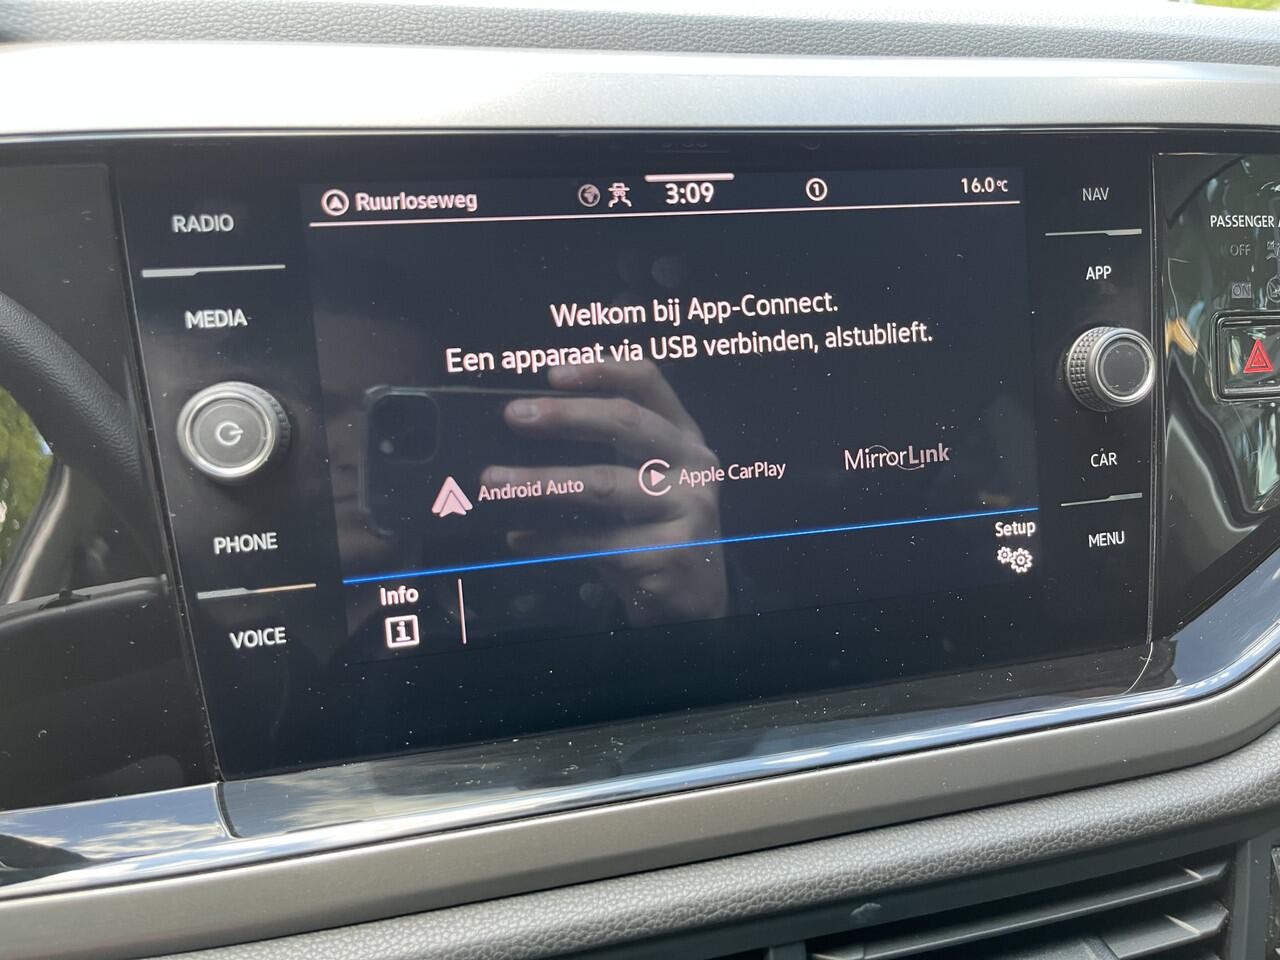 Ruurloseweg 3:09 1 16.0°C
RADIO
MEDIA
PHONE
VOICE
Welkom bij App-Connect.
Een apparaat via USB verbinden, alstublieft.
Android Auto Apple CarPlay MirrorLink
Info
i
Setup
NAV
APP
CAR
MENU
PASSENGER
OFF
ON